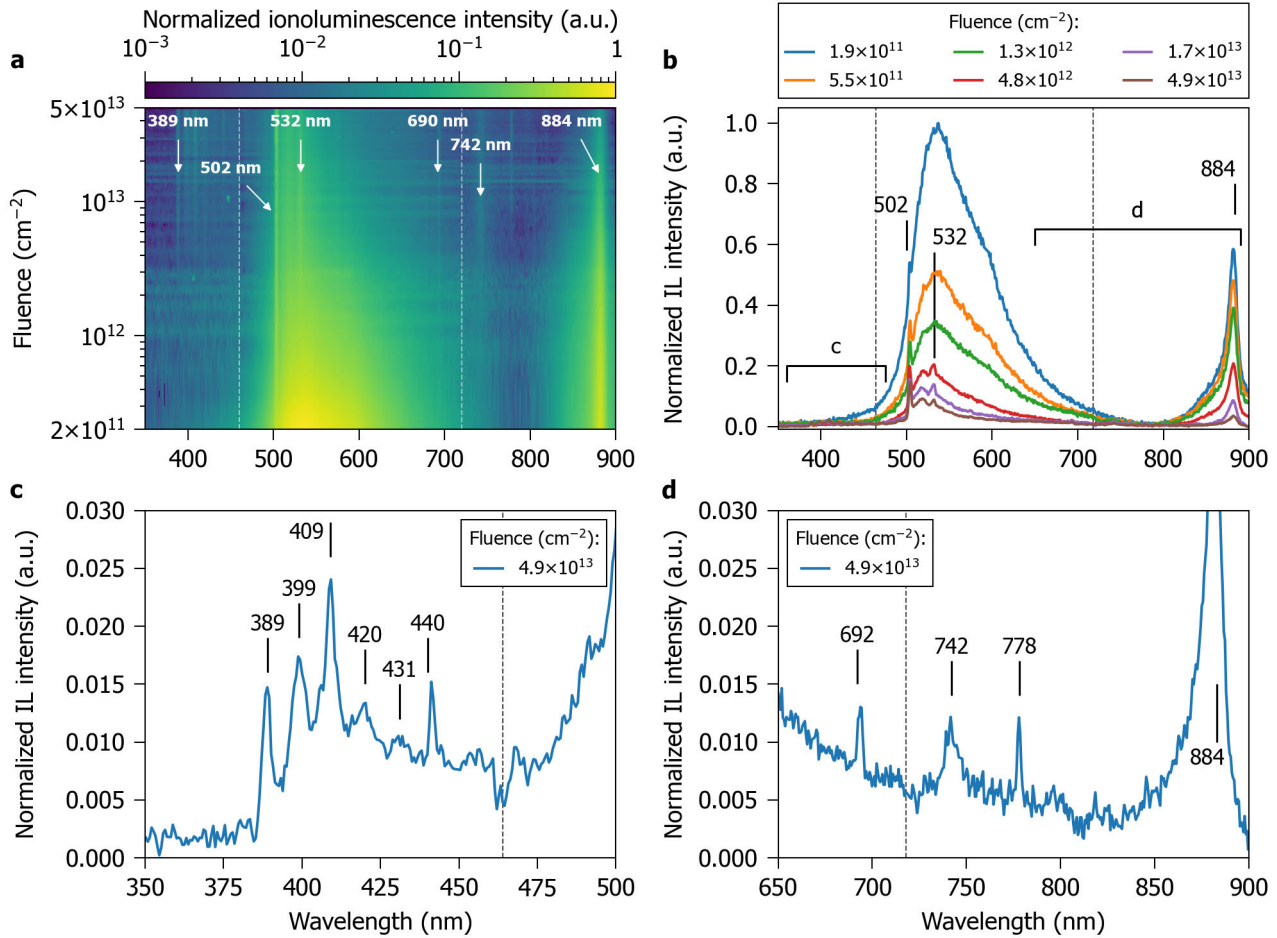 Normalized ionoluminescence intensity (a.u.)
10⁻³ 10⁻² 10⁻¹ 1
a
5×10¹³
10¹³
10¹²
2×10¹¹
Fluence (cm⁻²)
389 nm 532 nm 690 nm 884 nm
742 nm
502 nm
400 500 600 700 800 900
b
Fluence (cm⁻²):
1.9×10¹¹ 1.3×10¹² 1.7×10¹³
5.5×10¹¹ 4.8×10¹² 4.9×10¹³
Normalized IL intensity (a.u.)
1.0
0.8
0.6
0.4
0.2
0.0
884
502
d
532
c
400 500 600 700 800 900
c
Normalized IL intensity (a.u.)
0.030
0.025
0.020
0.015
0.010
0.005
0.000
Fluence (cm⁻²):
4.9×10¹³
409
399
389
420
440
431
350 375 400 425 450 475 500
Wavelength (nm)
d
Normalized IL intensity (a.u.)
0.030
0.025
0.020
0.015
0.010
0.005
0.000
Fluence (cm⁻²):
4.9×10¹³
692
742
778
884
650 700 750 800 850 900
Wavelength (nm)